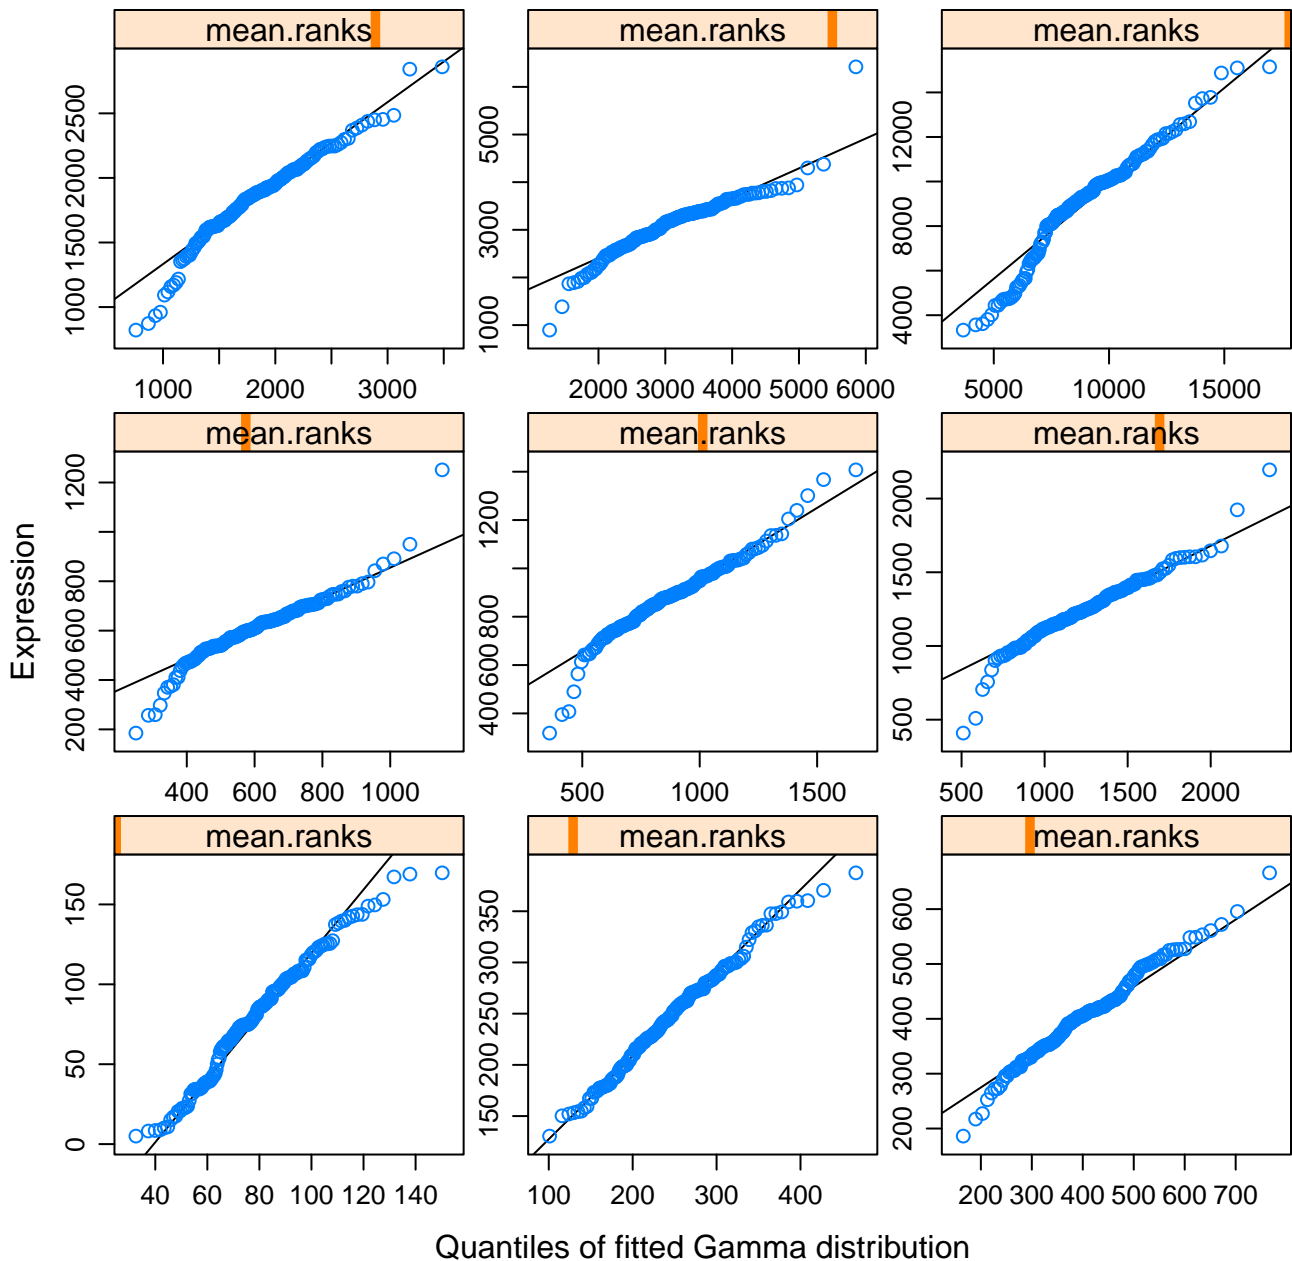 mean.ranks mean.ranks mean.ranks
1000 1500 2000 2500
1000 3000 5000
4000 8000 12000
1000 2000 3000
2000 3000 4000 5000 6000
5000 10000 15000
mean.ranks mean.ranks mean.ranks
200 400 600 800 1200
400 600 800 1200
500 1000 1500 2000
400 600 800 1000
500 1000 1500
500 1000 1500 2000
mean.ranks mean.ranks mean.ranks
0 50 100 150
150 200 250 300 350
200 300 400 500 600
40 60 80 100 120 140
100 200 300 400
200 300 400 500 600 700
Expression
Quantiles of fitted Gamma distribution